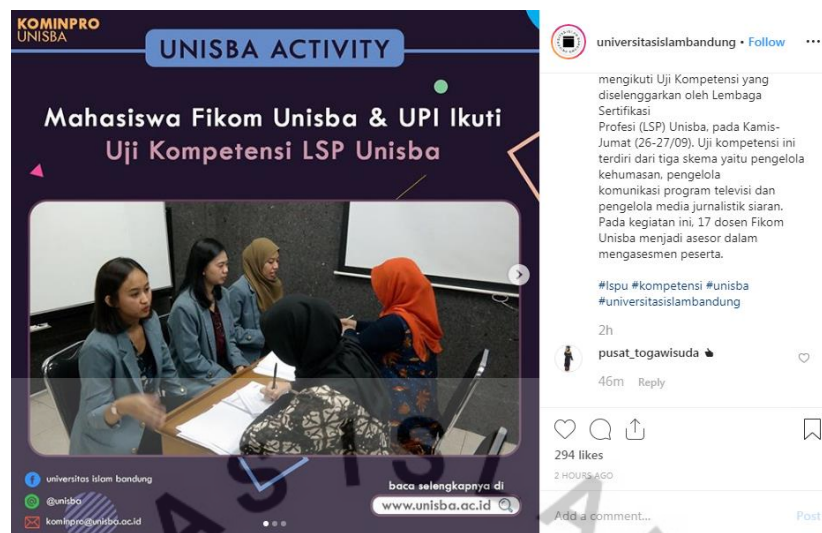 KOMINPRO
UNISBA
UNISBA ACTIVITY
Mahasiswa Fikom Unisba & UPI Ikuti
Uji Kompetensi LSP Unisba
universitas islam bandung
@unisba
kominpro@unisba.ac.id
baca selengkapnya di
www.unisba.ac.id
universitasislambandung • Follow
mengikuti Uji Kompetensi yang
diselenggarkan oleh Lembaga
Sertifikasi
Profesi (LSP) Unisba, pada Kamis-
Jumat (26-27/09). Uji kompetensi ini
terdiri dari tiga skema yaitu pengelola
kehumasan, pengelola
komunikasi program televisi dan
pengelola media jurnalistik siaran.
Pada kegiatan ini, 17 dosen Fikom
Unisba menjadi asesor dalam
mengasesmen peserta.
#lspu #kompetensi #unisba
#universitasislambandung
2h
pusat_togawisuda
46m Reply
294 likes
2 HOURS AGO
Add a comment... Post